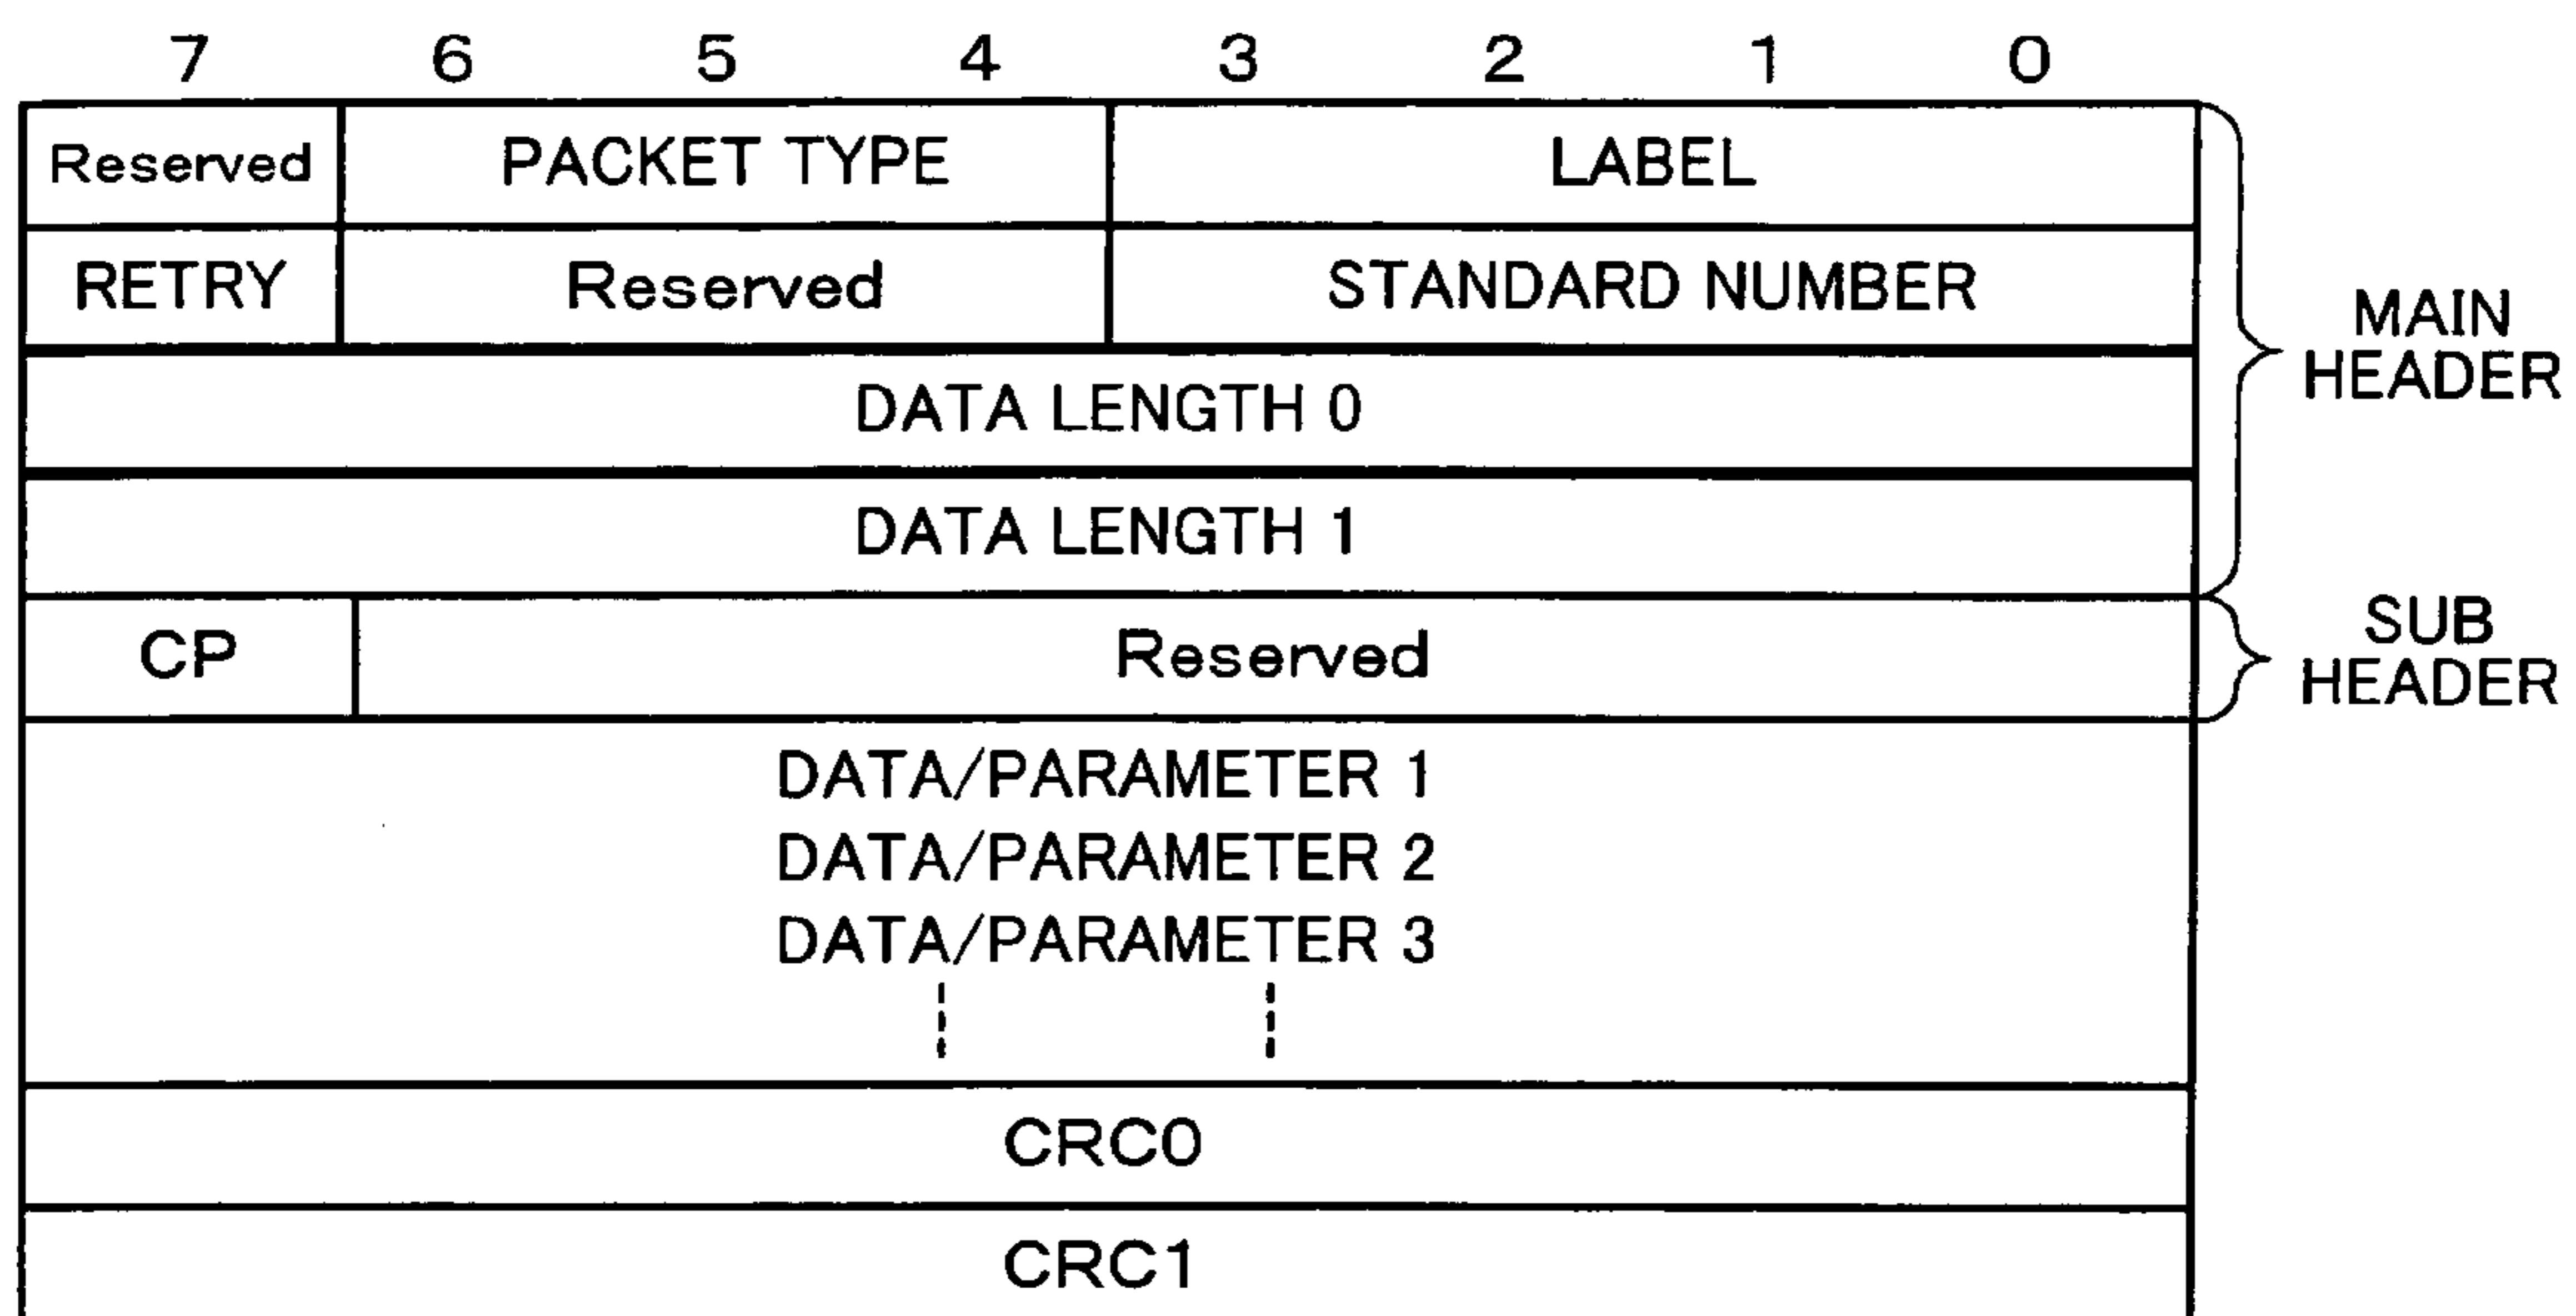 7 6 5 4 3 2 1 0
Reserved PACKET TYPE LABEL
RETRY Reserved STANDARD NUMBER
MAIN
HEADER
DATA LENGTH 0
DATA LENGTH 1
CP Reserved
SUB
HEADER
DATA/PARAMETER 1
DATA/PARAMETER 2
DATA/PARAMETER 3
CRC0
CRC1